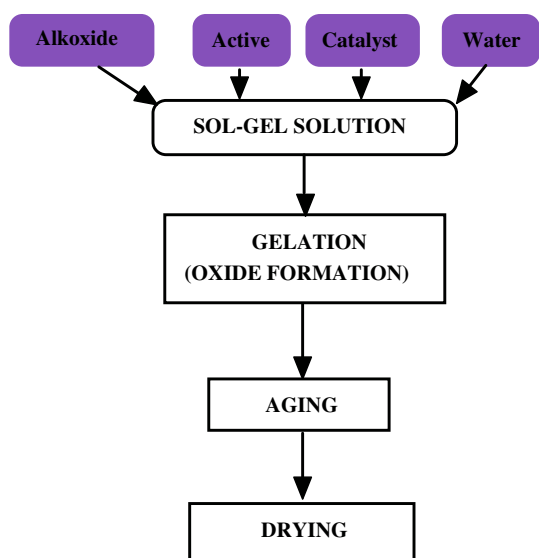 Alkoxide
Active
Catalyst
Water
SOL-GEL SOLUTION
GELATION
(OXIDE FORMATION)
AGING
DRYING